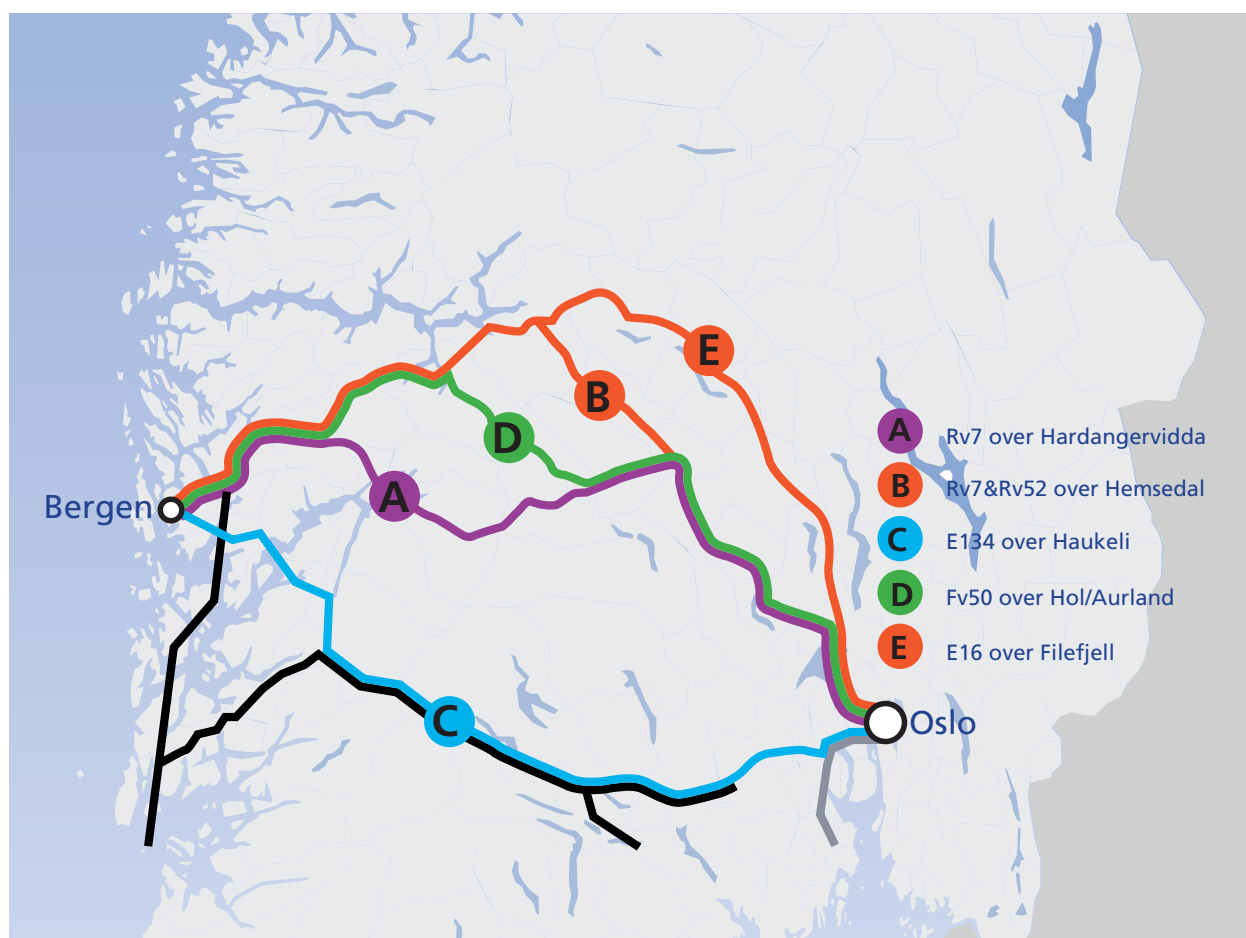 E
B
D
A
A Rv7 over Hardangervidda
B Rv7&Rv52 over Hemsedal
Bergen
C E134 over Haukeli
D Fv50 over Hol/Aurland
E E16 over Filefjell
C
Oslo